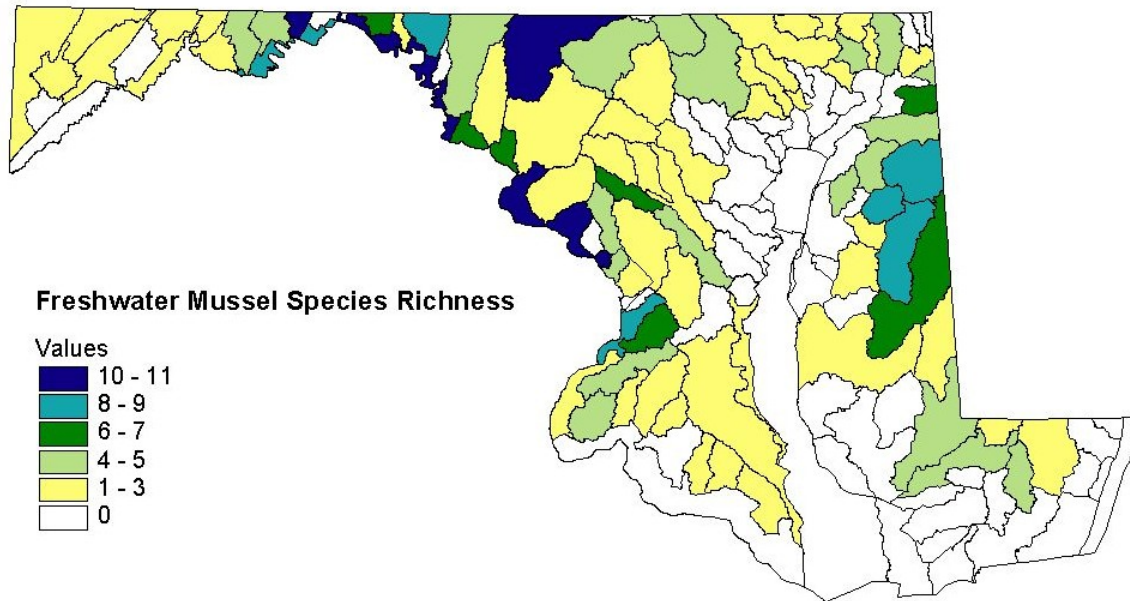 Freshwater Mussel Species Richness
Values
10 - 11
8 - 9
6 - 7
4 - 5
1 - 3
0